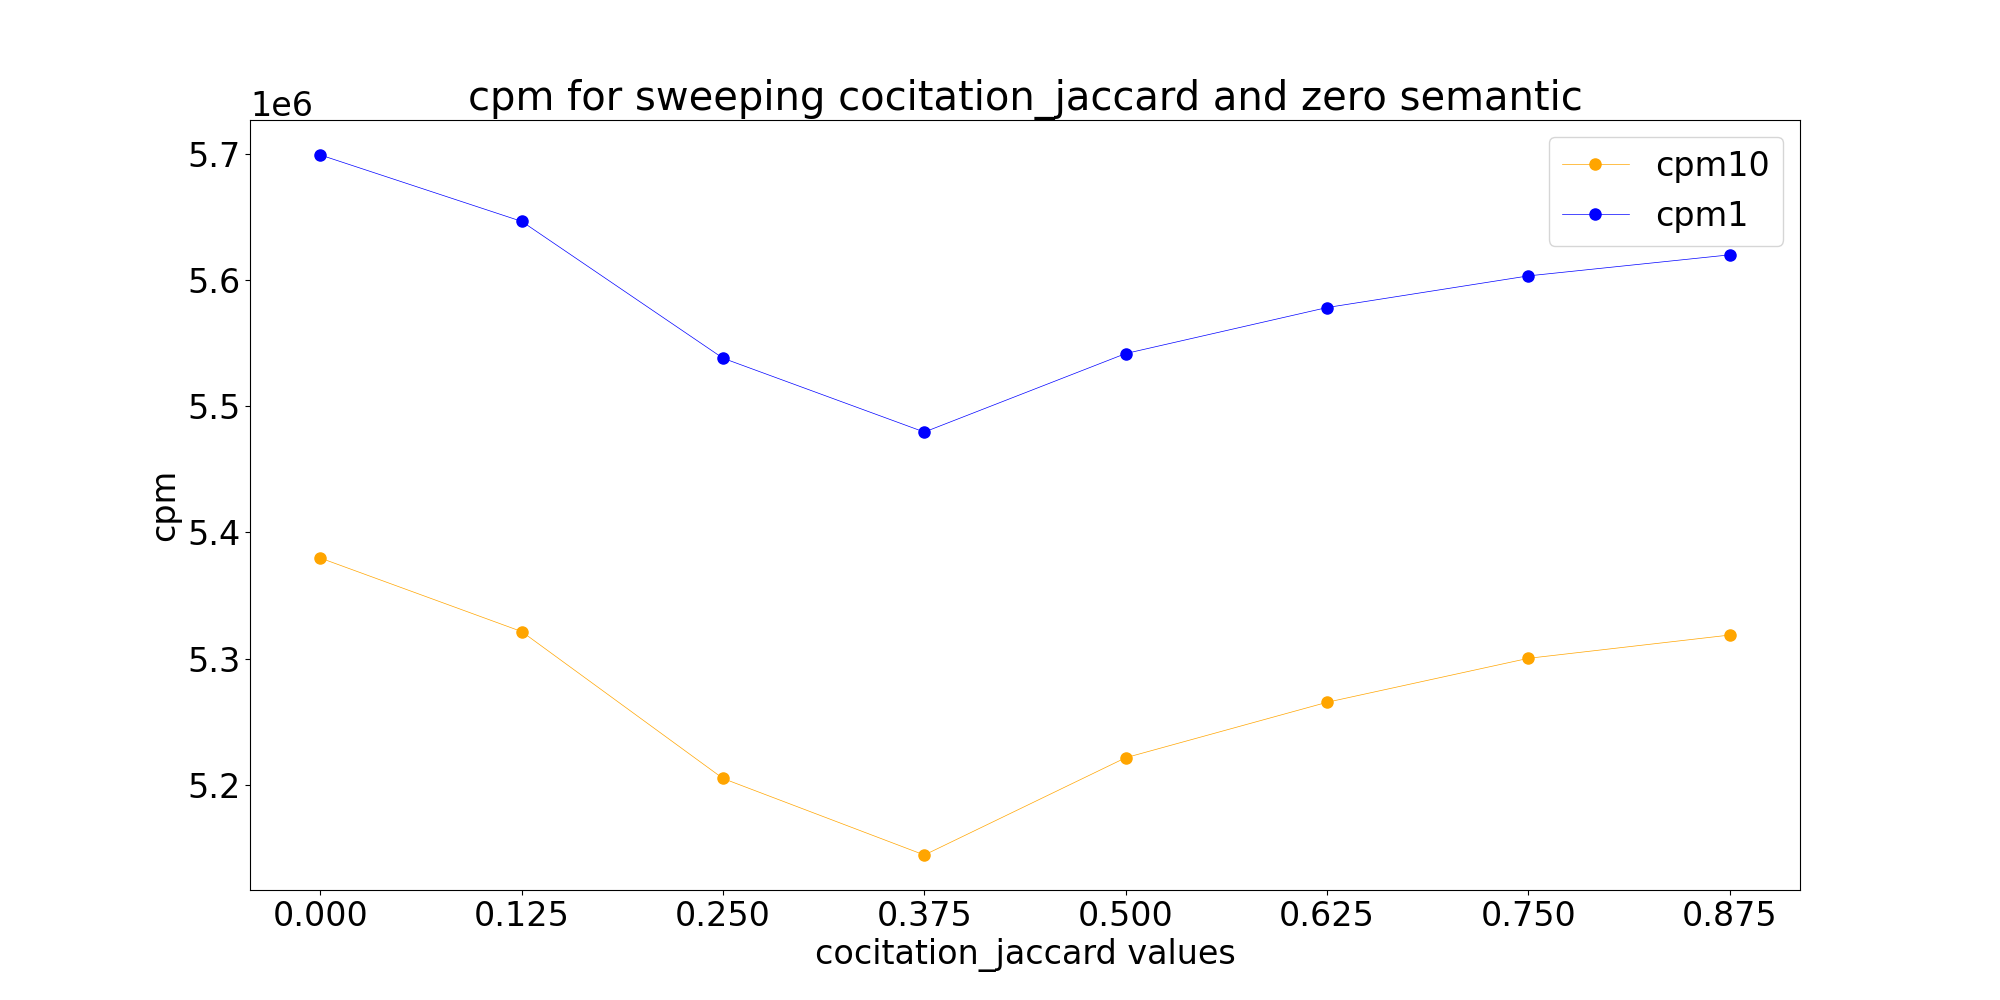 cpm for sweeping cocitation_jaccard and zero semantic
1e6
5.7
5.6
5.5
5.4
5.3
5.2
cpm
cpm10
cpm1
0.000 0.125 0.250 0.375 0.500 0.625 0.750 0.875
cocitation_jaccard values